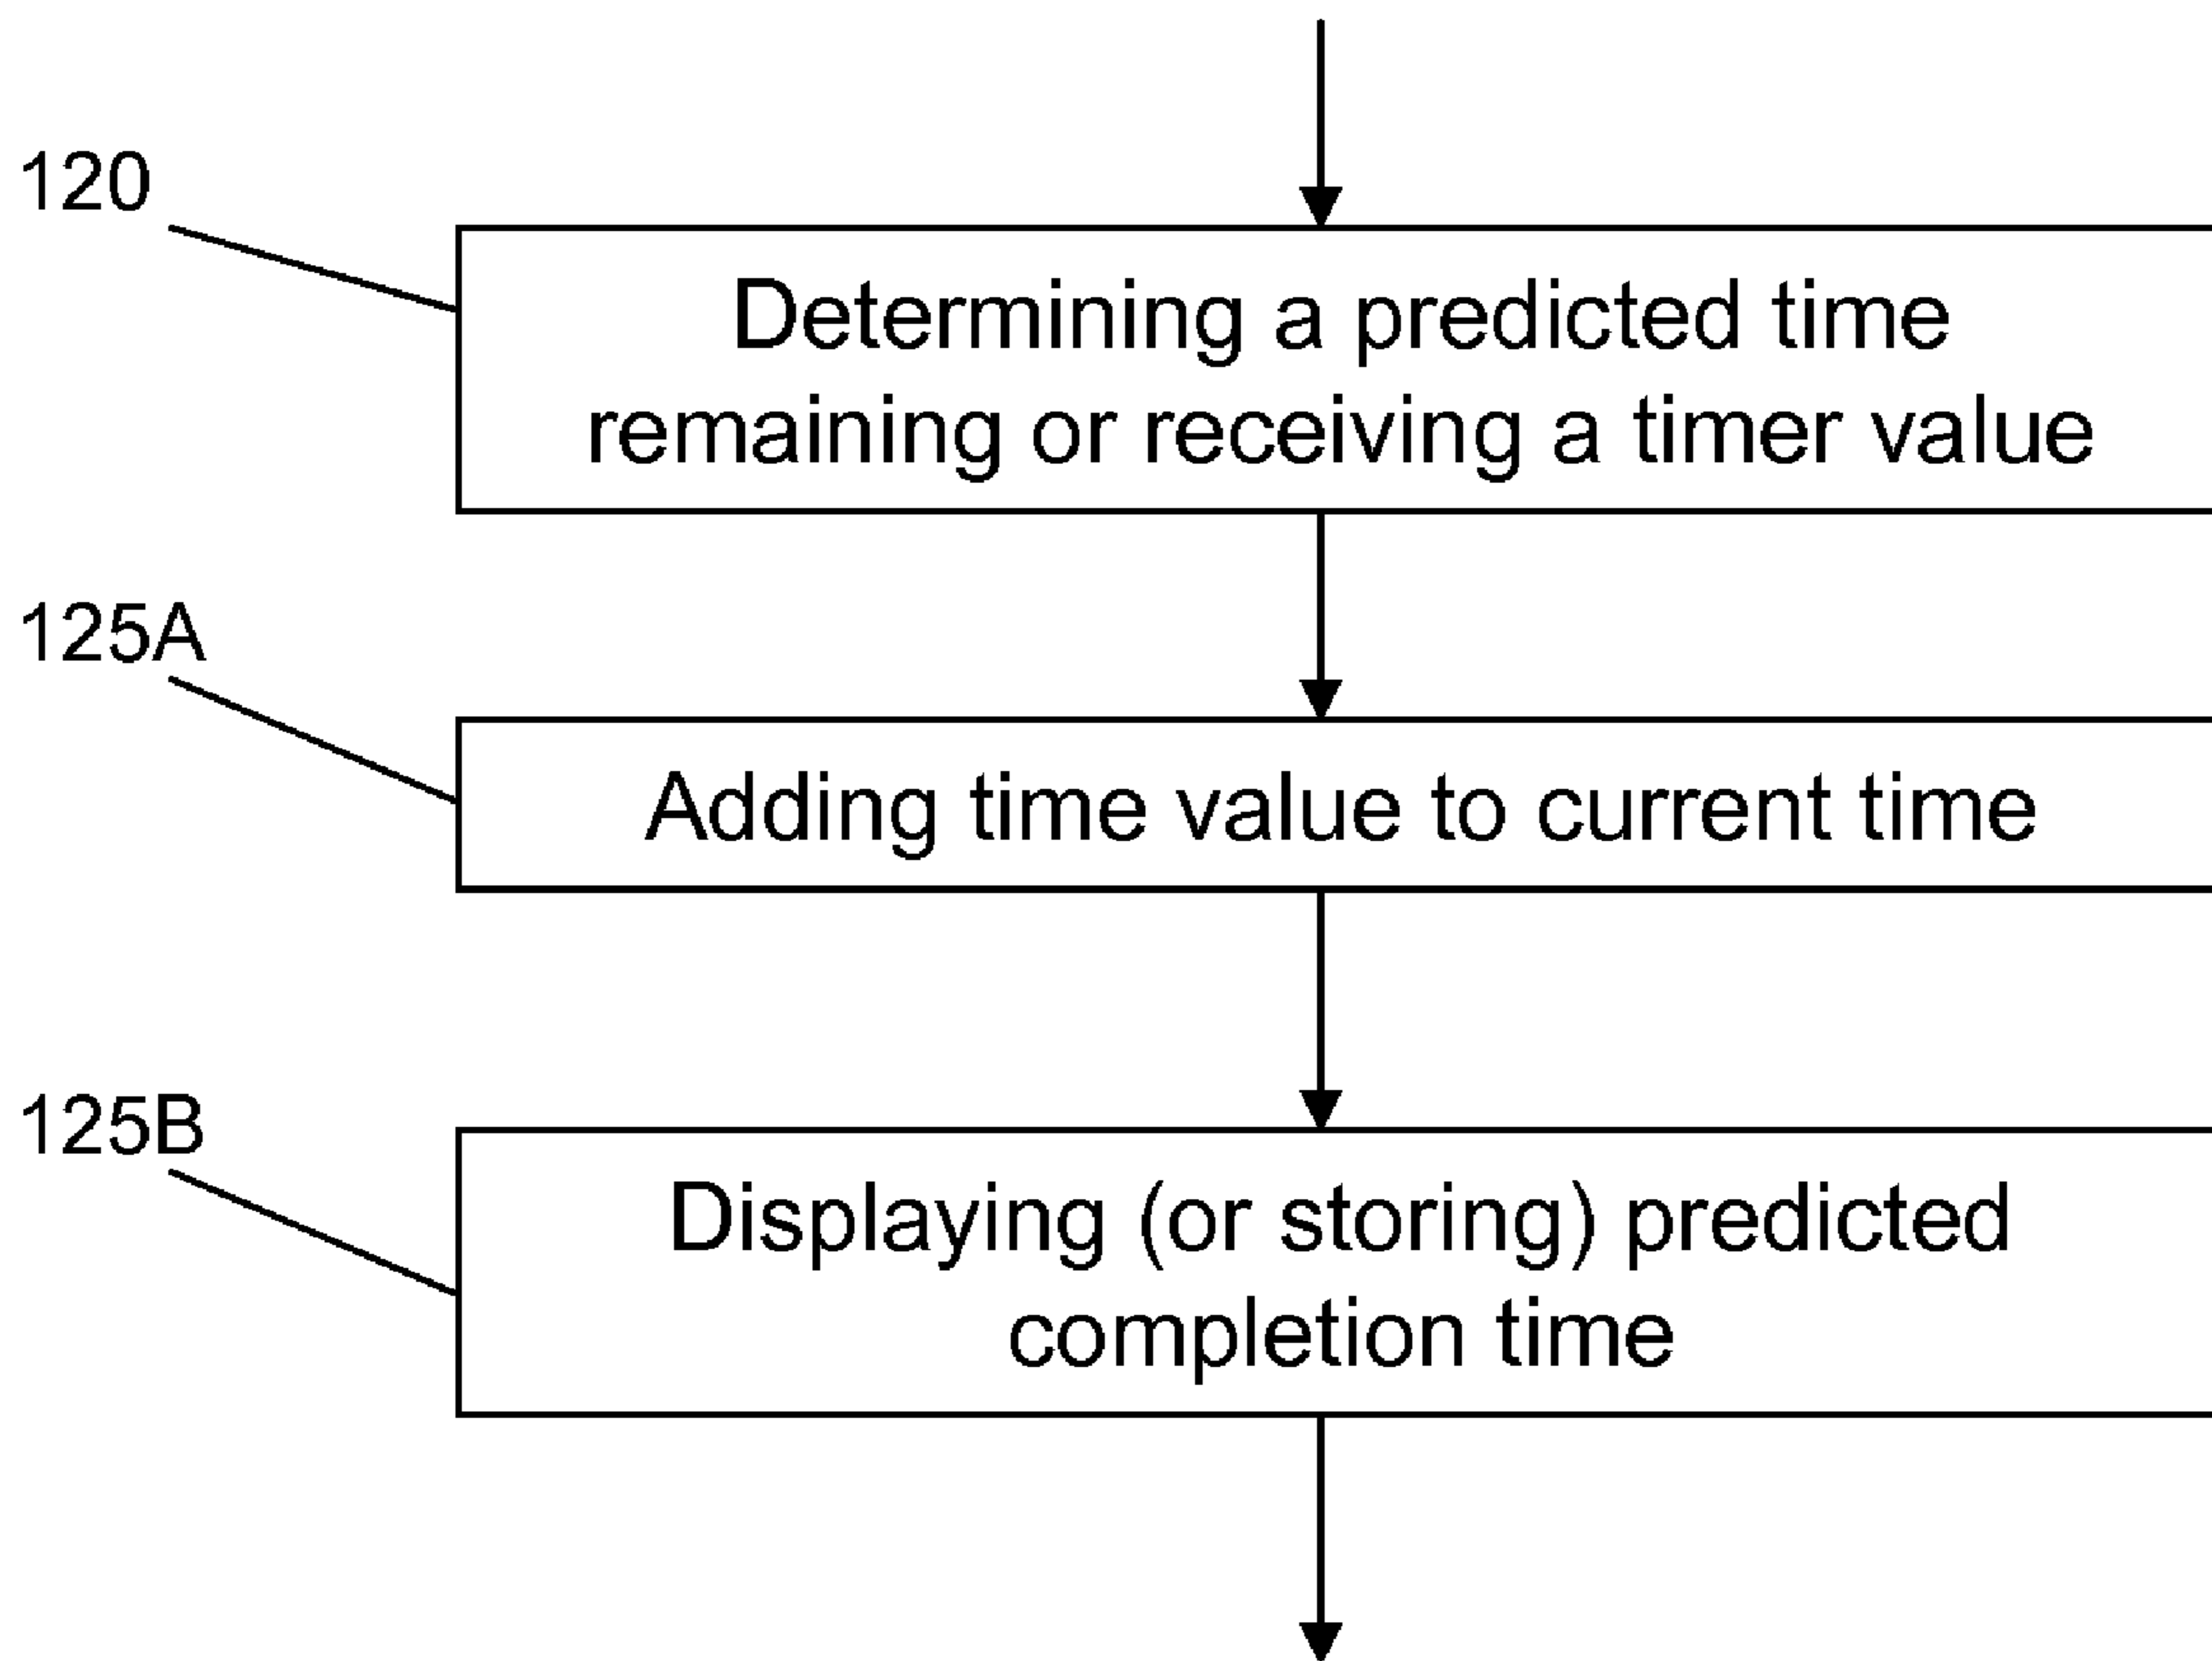 120
Determining a predicted time
remaining or receiving a timer value
125A
Adding time value to current time
125B
Displaying (or storing) predicted
completion time